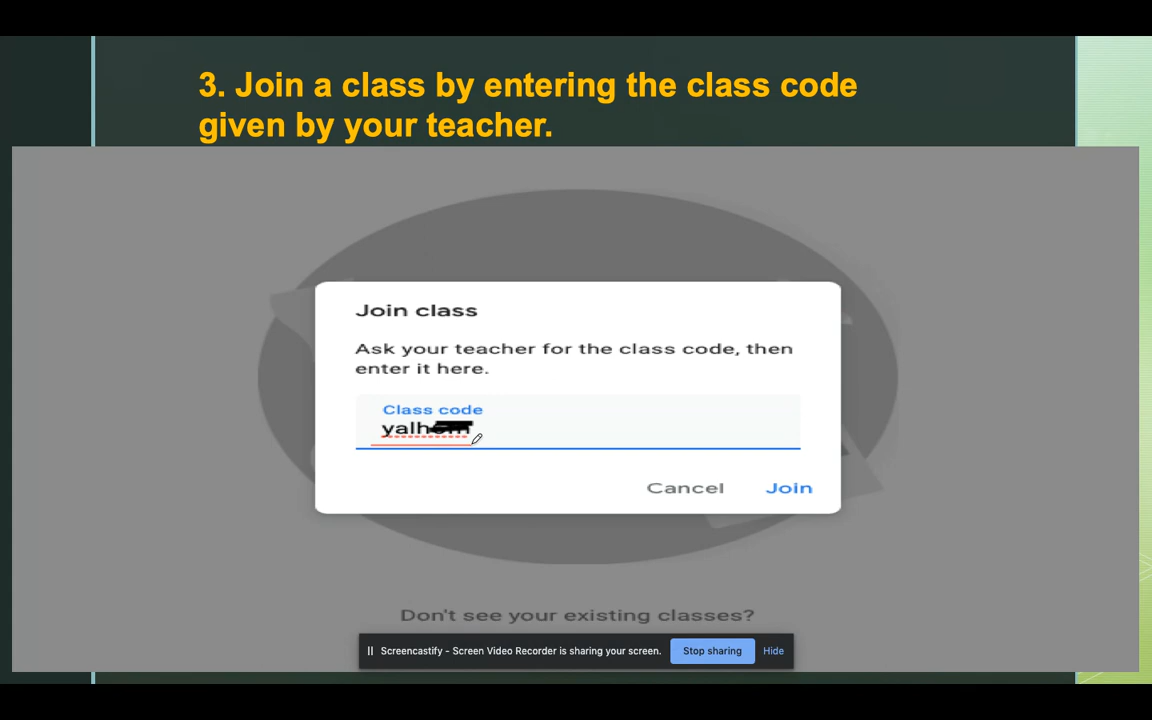 3. Join a class by entering the class code
given by your teacher.
Join class
Ask your teacher for the class code, then
enter it here.
Class code
Cancel
Join
Don't see your existing classes?
Screencastify - Screen Video Recorder is sharing your screen.
Stop sharing
Hide